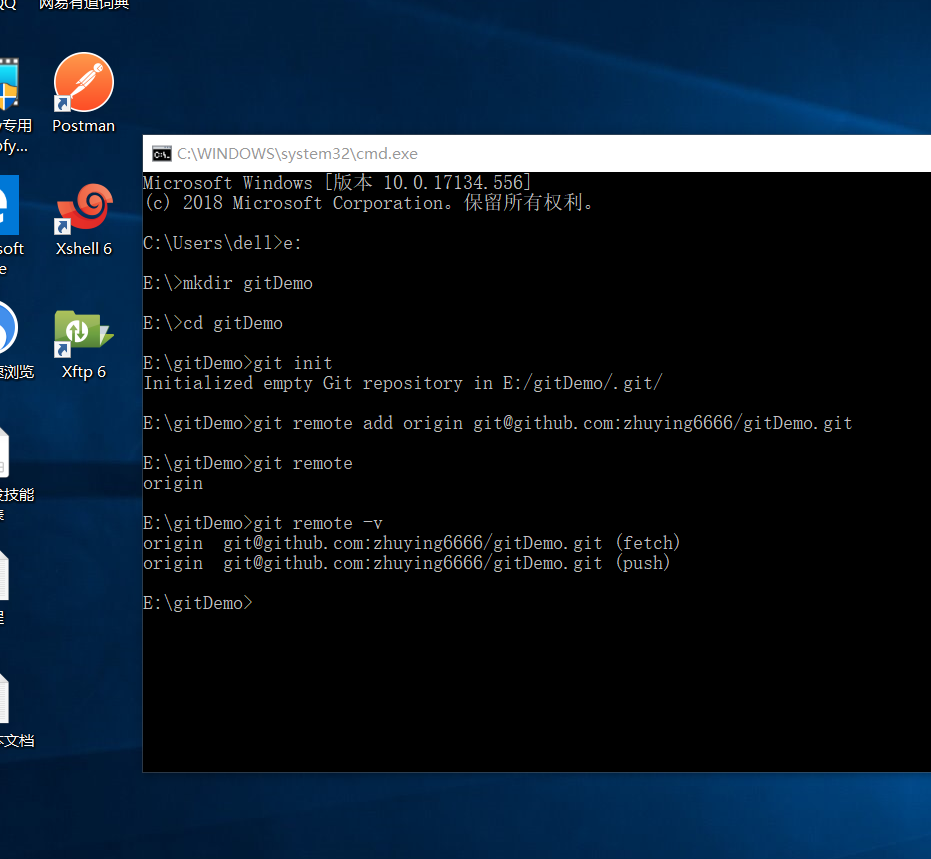 网易有道词典
Postman
专用
Xshell 6
Xftp 6
速浏览
技能
文档
C:\WINDOWS\system32\cmd.exe
Microsoft Windows [版本 10.0.17134.556]
(c) 2018 Microsoft Corporation。保留所有权利。
C:\Users\dell>e:
E:\>mkdir gitDemo
E:\>cd gitDemo
E:\gitDemo>git init
Initialized empty Git repository in E:/gitDemo/.git/
E:\gitDemo>git remote add origin git@github.com:zhuying6666/gitDemo.git
E:\gitDemo>git remote
origin
E:\gitDemo>git remote -v
origin  git@github.com:zhuying6666/gitDemo.git (fetch)
origin  git@github.com:zhuying6666/gitDemo.git (push)
E:\gitDemo>